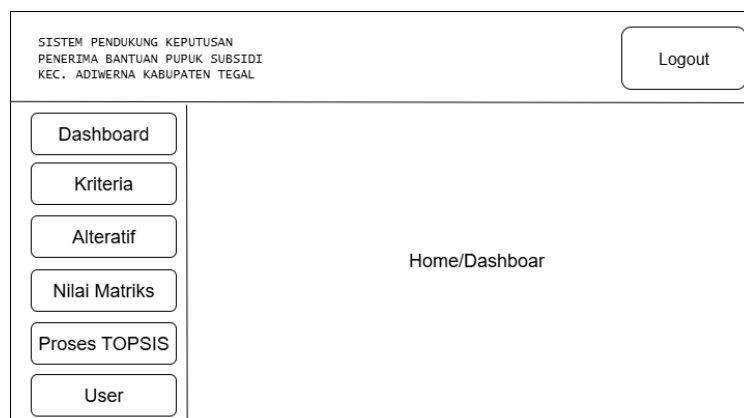 SISTEM PENDUKUNG KEPUTUSAN
PENERIMA BANTUAN PUPUK SUBSIDI
KEC. ADIWERNA KABUPATEN TEGAL
Logout
Dashboard
Kriteria
Alteratif
Nilai Matriks
Proses TOPSIS
User
Home/Dashboar